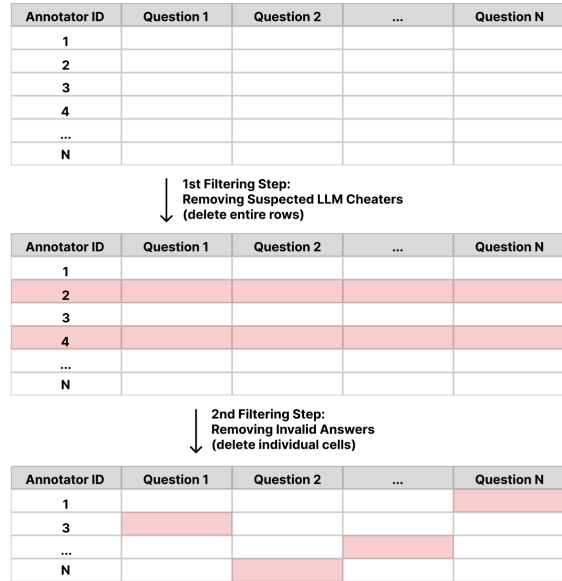 Annotator ID Question 1 Question 2 ... Question N
1
2
3
4
...
N
1st Filtering Step:
Removing Suspected LLM Cheaters
(delete entire rows)
Annotator ID Question 1 Question 2 ... Question N
1
2
3
4
...
N
2nd Filtering Step:
Removing Invalid Answers
(delete individual cells)
Annotator ID Question 1 Question 2 ... Question N
1
3
...
N